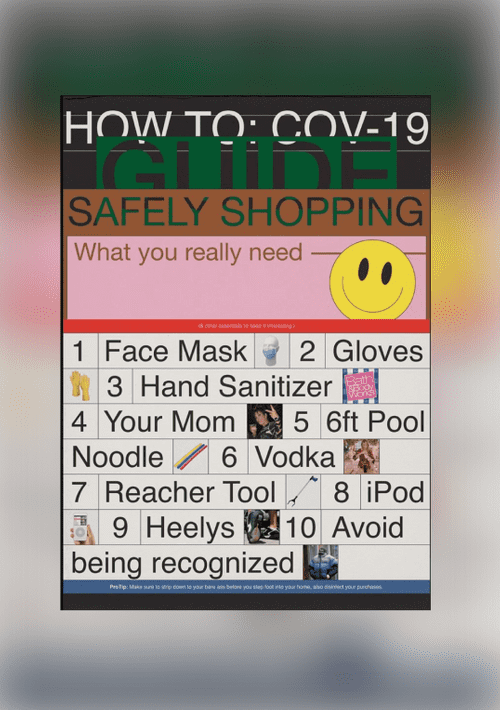 HOW TO: COV-19
GUIDE
SAFELY SHOPPING
What you really need
1 Face Mask 2 Gloves
3 Hand Sanitizer
Bath Body Works
4 Your Mom 5 6ft Pool
Noodle 6 Vodka
7 Reacher Tool 8 iPod
9 Heelys 10 Avoid
being recognized
ProTip: Make sure to strip down to your bare ass before you step foot into your home, also disinfect your purchases.